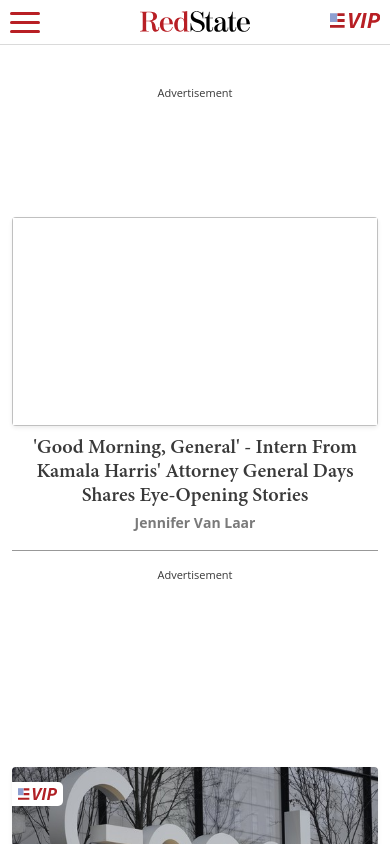 RedState
VIP
Advertisement
'Good Morning, General' - Intern From
Kamala Harris' Attorney General Days
Shares Eye-Opening Stories
Jennifer Van Laar
Advertisement
VIP
Good